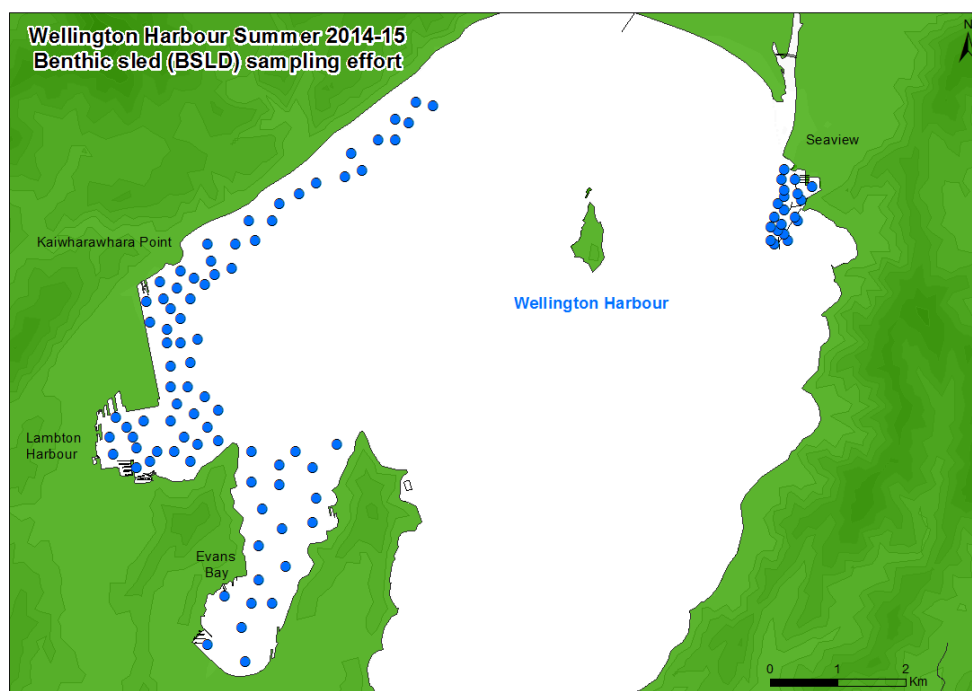 Wellington Harbour Summer 2014-15
Benthic sled (BSLD) sampling effort
N
Seaview
Kaiwharawhara Point
Wellington Harbour
Lambton
Harbour
Evans
Bay
0 1 2
Km